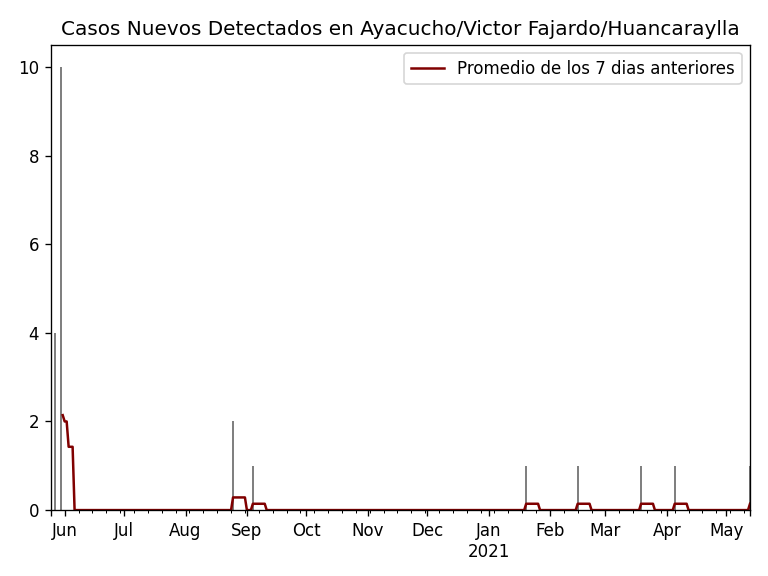 Casos Nuevos Detectados en Ayacucho/Victor Fajardo/Huancaraylla
Promedio de los 7 dias anteriores
10
8
6
4
2
0
Jun Jul Aug Sep Oct Nov Dec Jan Feb Mar Apr May
2021